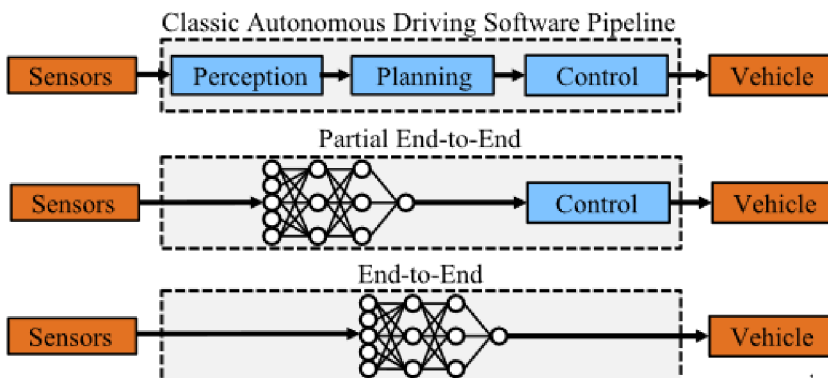 Classic Autonomous Driving Software Pipeline
Sensors Perception Planning Control Vehicle
Partial End-to-End
Sensors Control Vehicle
End-to-End
Sensors Vehicle